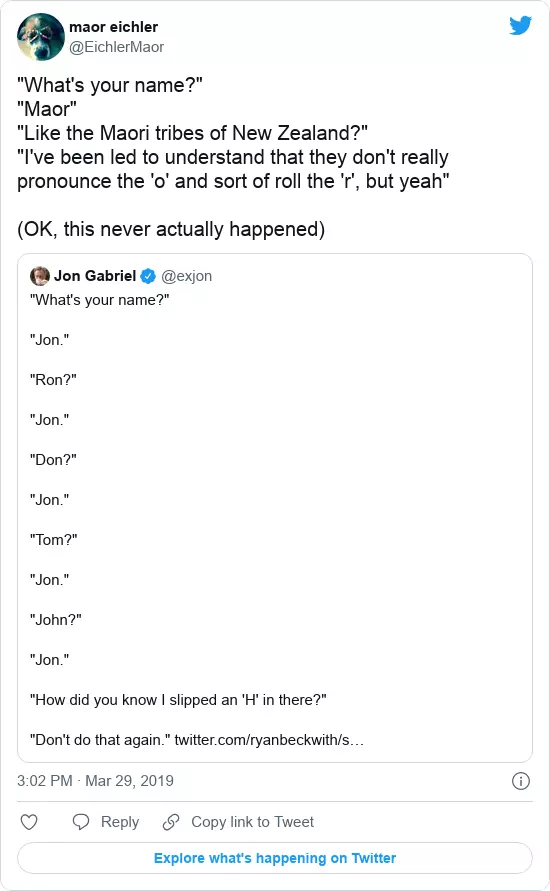 maor eichler
@EichlerMaor
"What's your name?"
"Maor"
"Like the Maori tribes of New Zealand?"
"I've been led to understand that they don't really
pronounce the 'o' and sort of roll the 'r', but yeah"
(OK, this never actually happened)
Jon Gabriel @exjon
"What's your name?"
"Jon."
"Ron?"
"Jon."
"Don?"
"Jon."
"Tom?"
"Jon."
"John?"
"Jon."
"How did you know I slipped an 'H' in there?"
"Don't do that again." twitter.com/ryanbeckwith/s…
3:02 PM · Mar 29, 2019
Reply
Copy link to Tweet
Explore what's happening on Twitter